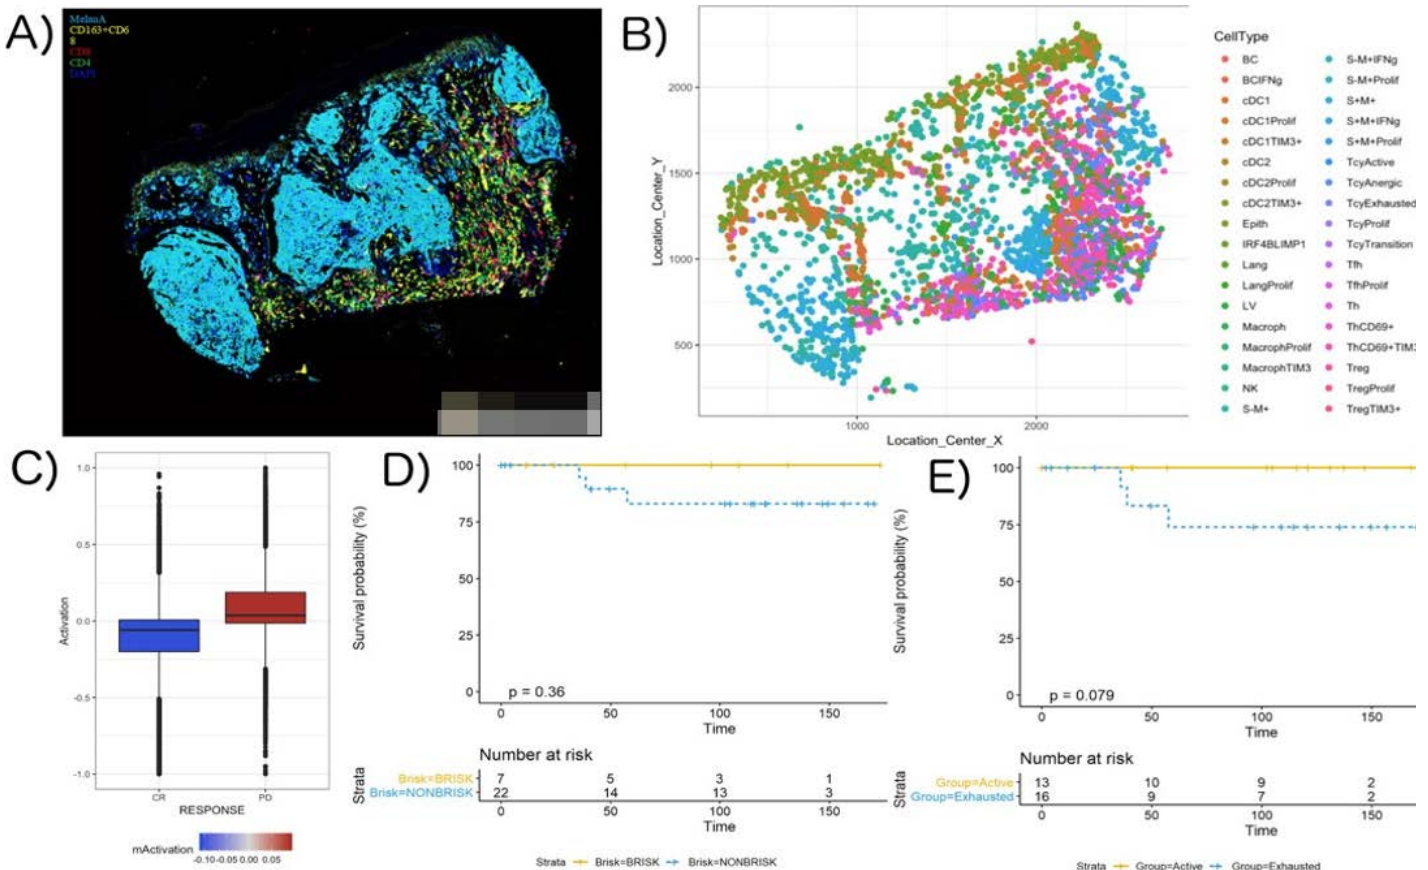 A)
MelanA
CD163+CD6
8
CD8
CD4
DAPI
B)
Location_Center_Y
2000
1500
1000
500
1000 2000
Location_Center_X
CellType
BC
BCIFNg
cDC1
cDC1Prolif
cDC1TIM3+
cDC2
cDC2Prolif
cDC2TIM3+
Epith
IRF4BLIMP1
Lang
LangProlif
LV
Macroph
MacrophProlif
MacrophTIM3
NK
S-M+
S-M+IFNg
S-M+Prolif
S+M+
S+M+IFNg
S+M+Prolif
TcyActive
TcyAnergic
TcyExhausted
TcyProlif
TcyTransition
Tfh
TfhProlif
Th
ThCD69+
ThCD69+TIM3
Treg
TregProlif
TregTIM3+
C)
Activation
1.0
0.5
0.0
-0.5
-1.0
CR PD
RESPONSE
mActivation
-0.10 -0.05 0.00 0.05
D)
Survival probability (%)
100
75
50
25
0
p = 0.36
0 50 100 150
Time
Number at risk
Strata
Brisk=BRISK 7 5 3 1
Brisk=NONBRISK 22 14 13 3
0 50 100 150
Time
Strata Brisk=BRISK Brisk=NONBRISK
E)
Survival probability (%)
100
75
50
25
0
p = 0.079
0 50 100 150
Time
Number at risk
Strata
Group=Active 13 10 9 2
Group=Exhausted 16 9 7 2
0 50 100 150
Time
Strata Group=Active Group=Exhausted